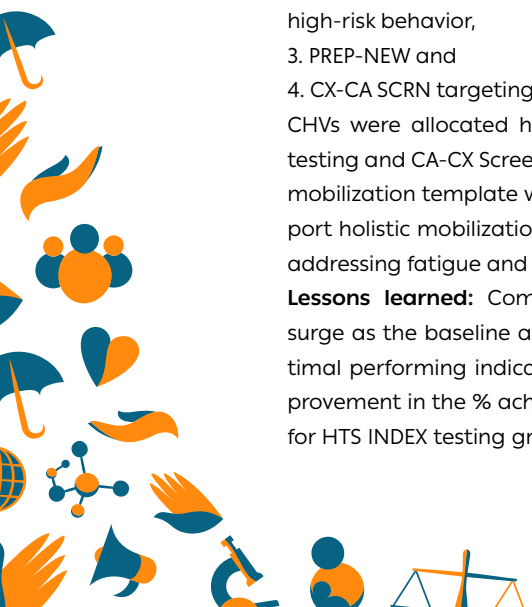 high-risk behavior,
3. PREP-NEW and
4. CX-CA SCRN targeting
CHVs were allocated h
testing and CA-CX Scree
mobilization template
port holistic mobilizatio
addressing fatigue and
Lessons learned: Com
surge as the baseline a
timal performing indic
provement in the % ach
for HTS INDEX testing gr